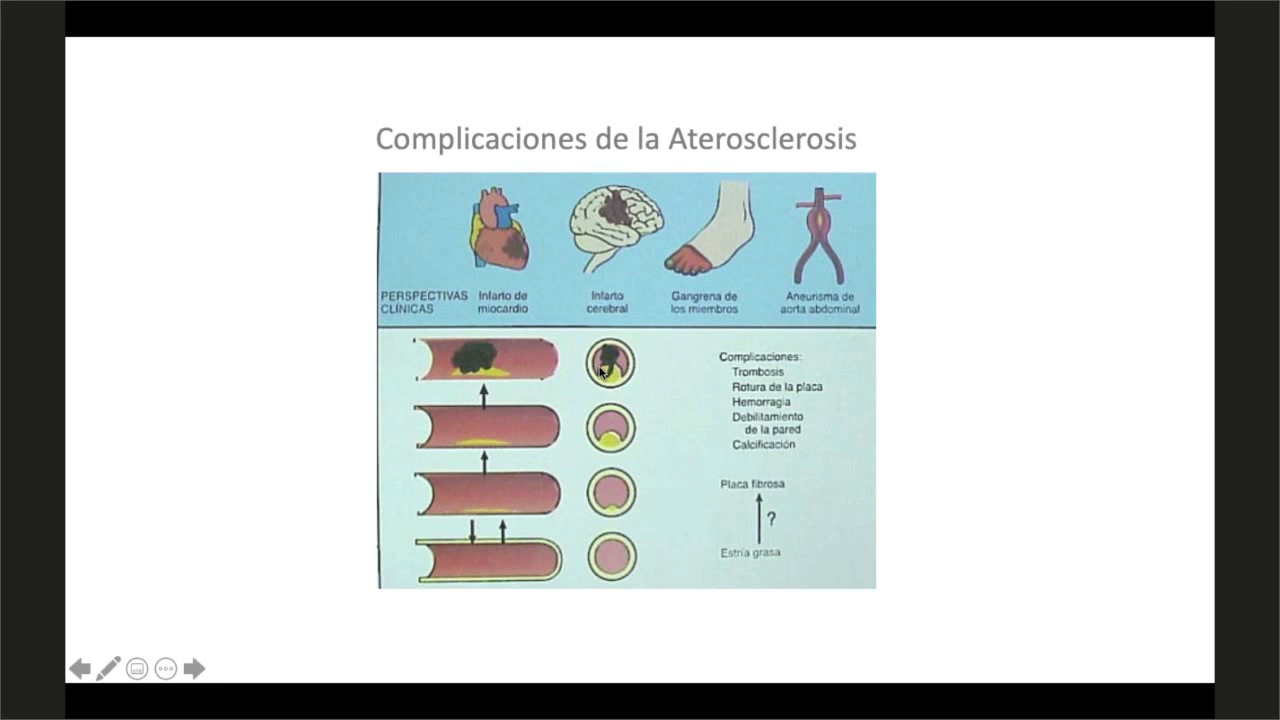 Complicaciones de la Aterosclerosis
PERSPECTIVAS
CLÍNICAS
Infarto de
miocardio
Infarto
cerebral
Gangrena de
los miembros
Aneurisma de
aorta abdominal
Complicaciones:
Trombosis
Rotura de la placa
Hemorragia
Debilitamiento
de la pared
Calcificación
Placa fibrosa
?
Estría grasa